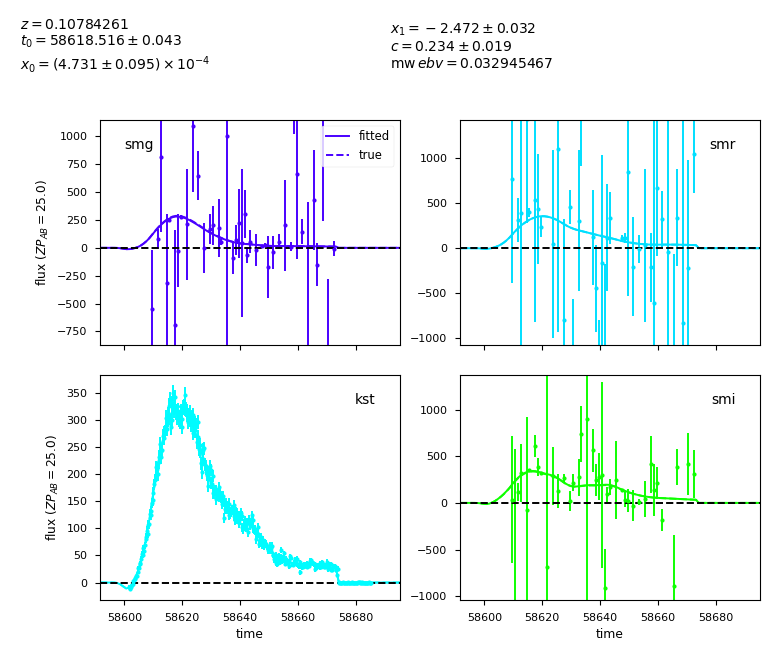 z = 0.10784261
t₀ = 58618.516 ± 0.043
x₀ = (4.731 ± 0.095) × 10⁻⁴
x₁ = −2.472 ± 0.032
c = 0.234 ± 0.019
mw ebv = 0.032945467
smg
fitted
true
1000
750
500
250
0
−250
−500
−750
flux (ZP_AB = 25.0)
smr
1000
500
0
−500
−1000
kst
350
300
250
200
150
100
50
0
flux (ZP_AB = 25.0)
58600 58620 58640 58660 58680
time
smi
1000
500
0
−500
−1000
58600 58620 58640 58660 58680
time